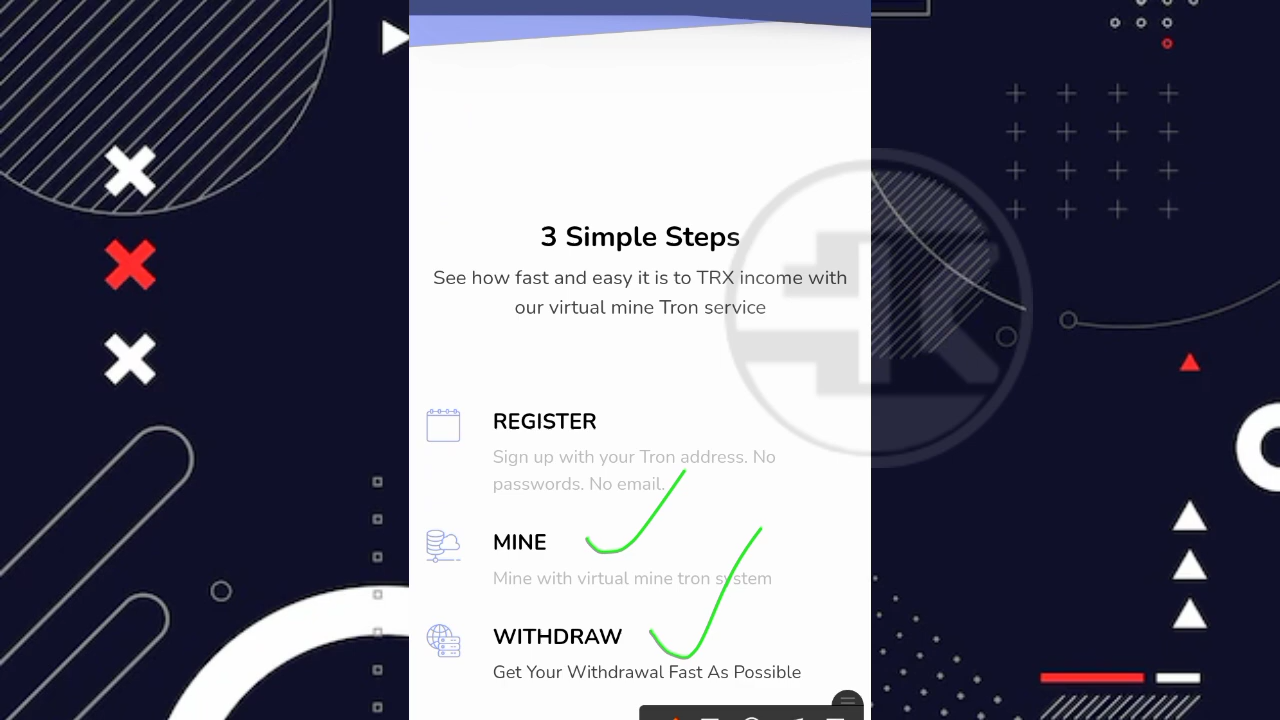 3 Simple Steps
See how fast and easy it is to TRX income with
our virtual mine Tron service
REGISTER
Sign up with your Tron address. No
passwords. No email.
MINE
Mine with virtual mine tron system
WITHDRAW
Get Your Withdrawal Fast As Possible